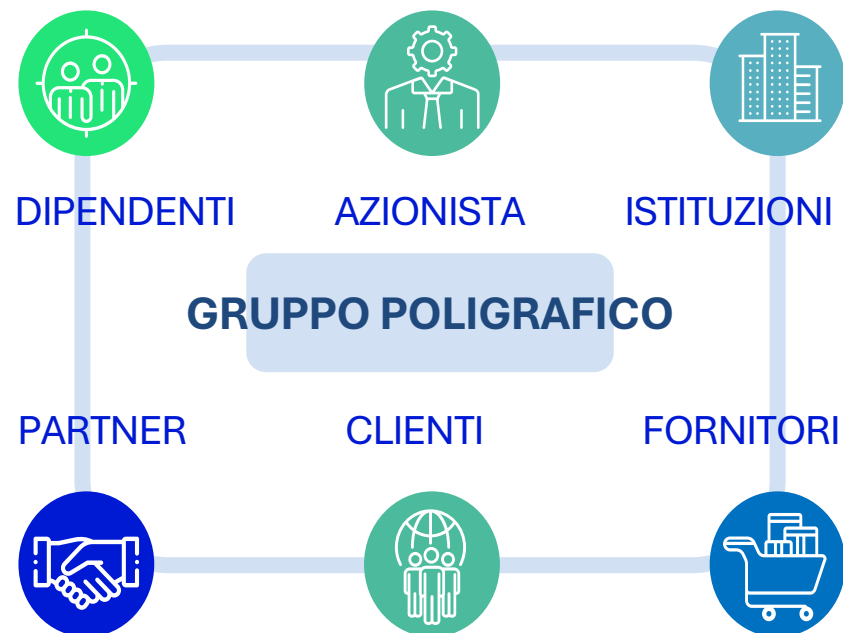 DIPENDENTI
AZIONISTA
ISTITUZIONI
GRUPPO POLIGRAFICO
PARTNER
CLIENTI
FORNITORI